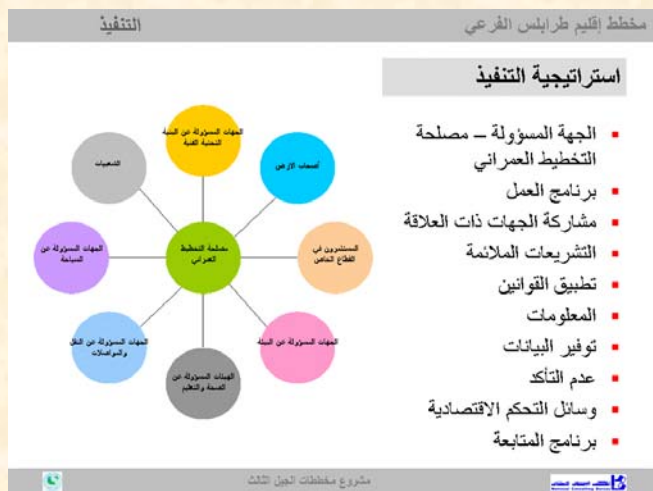 مخطط إقليم طرابلس الفرعي
التنفيذ
استراتيجية التنفيذ
الجهة المسؤولة – مصلحة
التخطيط العمراني
برنامج العمل
مشاركة الجهات ذات العلاقة
التشريعات الملائمة
تطبيق القوانين
المعلومات
توفير البيانات
عدم التأكد
وسائل التحكم الاقتصادية
برنامج المتابعة
الجهات المسؤولة عن البنية
التحتية الفنية
أصحاب الارض
المستثمرون في
القطاع الخاص
الجهات المسؤولة عن البيئة
الهيئات المسؤولة عن
الصحة والتعليم
الجهات المسؤولة عن النقل
والمواصلات
الجهات المسؤولة عن
السياحة
الشعبيات
مصلحة التخطيط
العمراني
مشروع مخططات الجيل الثالث